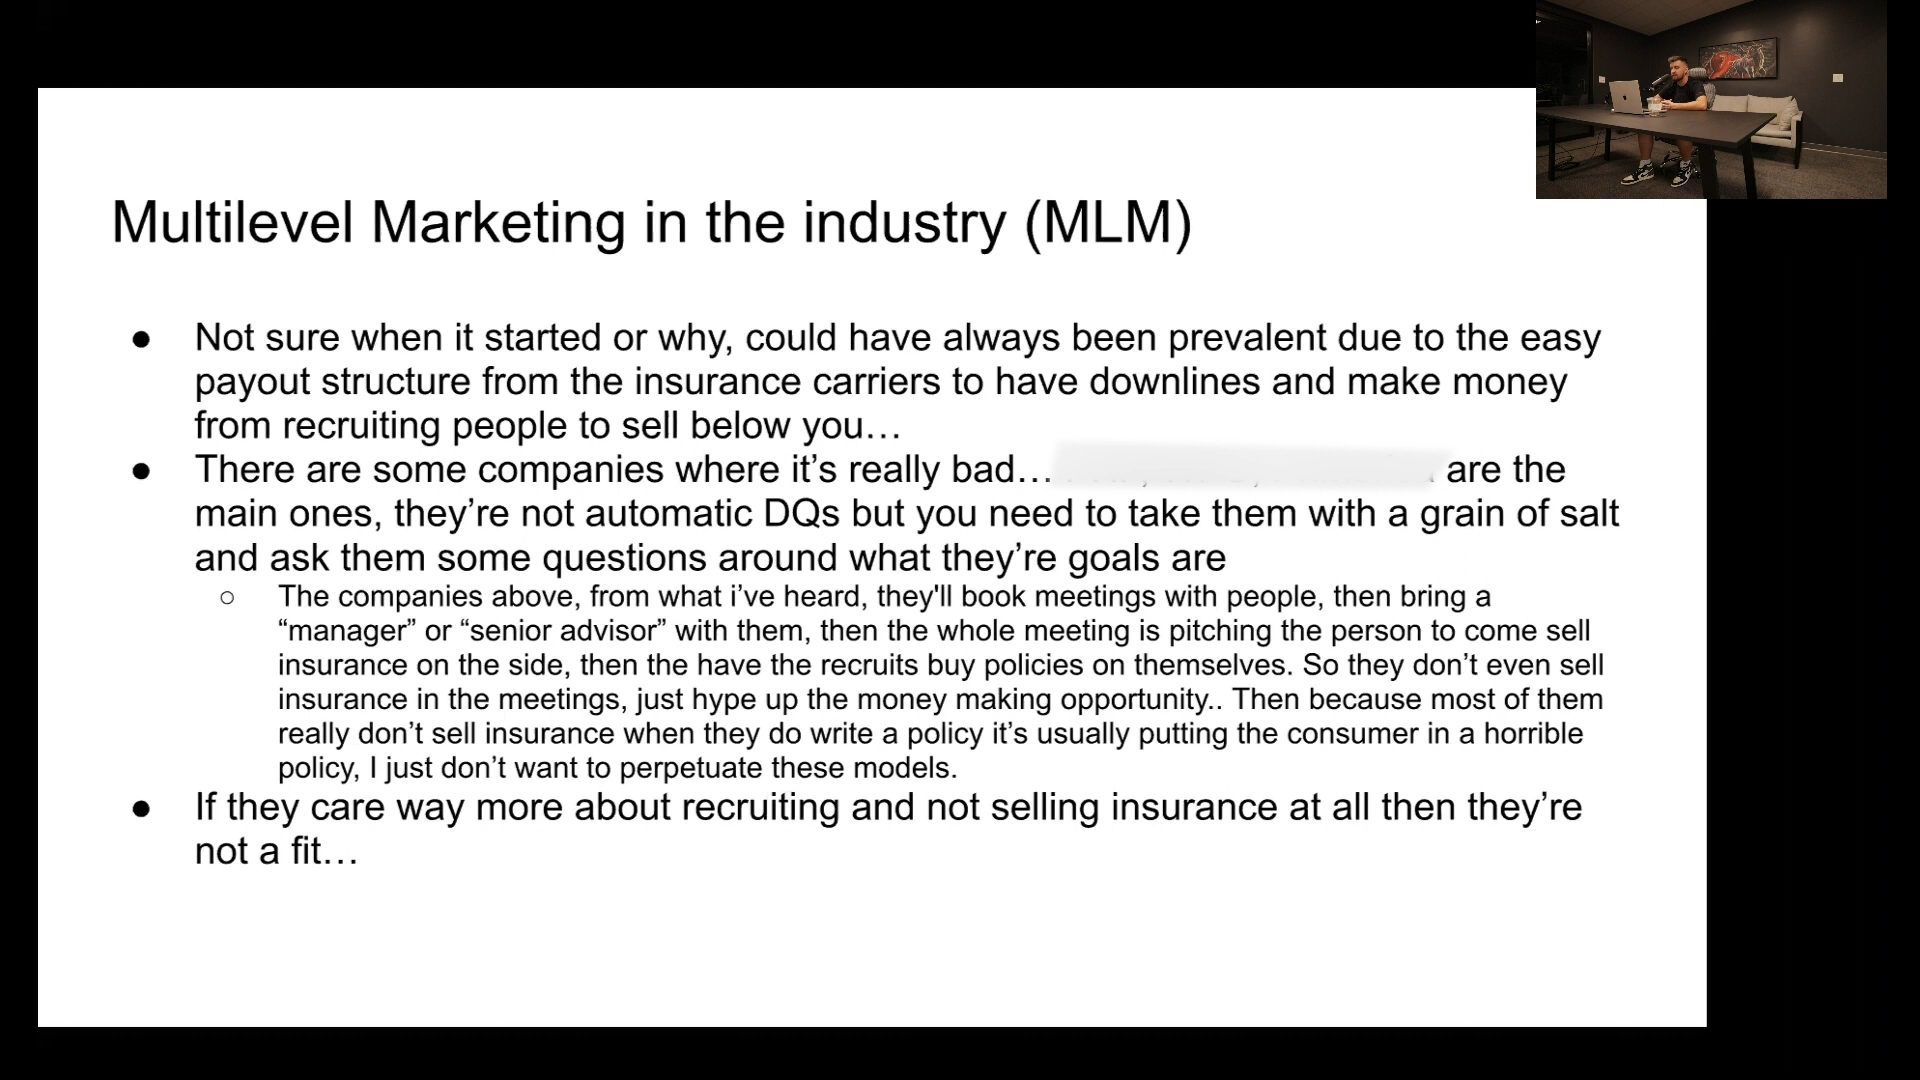 Multilevel Marketing in the industry (MLM)
● Not sure when it started or why, could have always been prevalent due to the easy
payout structure from the insurance carriers to have downlines and make money
from recruiting people to sell below you…
● There are some companies where it’s really bad… are the
main ones, they’re not automatic DQs but you need to take them with a grain of salt
and ask them some questions around what they’re goals are
○ The companies above, from what i’ve heard, they'll book meetings with people, then bring a
“manager” or “senior advisor” with them, then the whole meeting is pitching the person to come sell
insurance on the side, then the have the recruits buy policies on themselves. So they don’t even sell
insurance in the meetings, just hype up the money making opportunity.. Then because most of them
really don’t sell insurance when they do write a policy it’s usually putting the consumer in a horrible
policy, I just don’t want to perpetuate these models.
● If they care way more about recruiting and not selling insurance at all then they’re
not a fit…